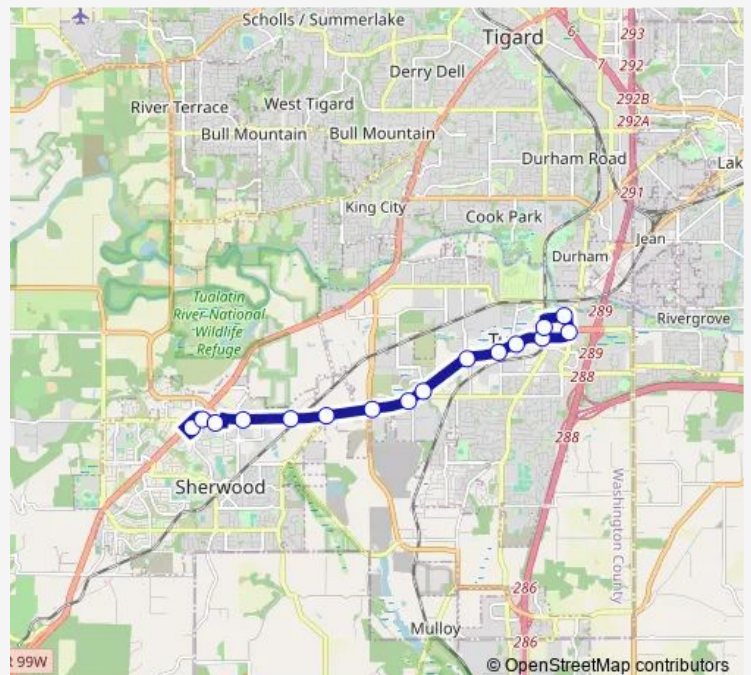 Scholls / Summerlake
Tigard
6
293
7
292
Derry Dell
292B
River Terrace
West Tigard
292A
Bull Mountain
Bull Mountain
Durham Road
Lak
291
King City
Cook Park
Jean
Durham
Tualatin
River National
Wildlife
Refuge
289
Rivergrove
T
289
288
288
Sherwood
Washington County
286
Mulloy
286
R 99W
© OpenStreetMap contributors